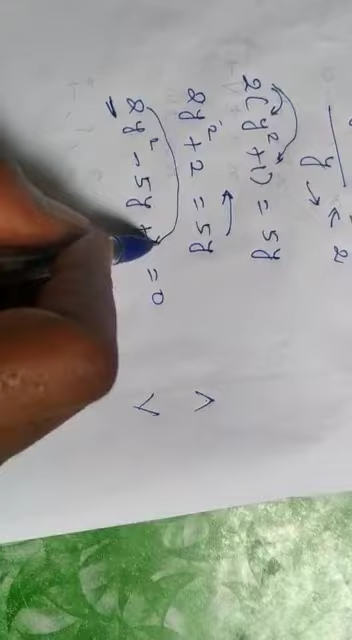 y 2
2(y² + 1) = 5y
2y² + 2 = 5y
2y² - 5y + = 0
< >